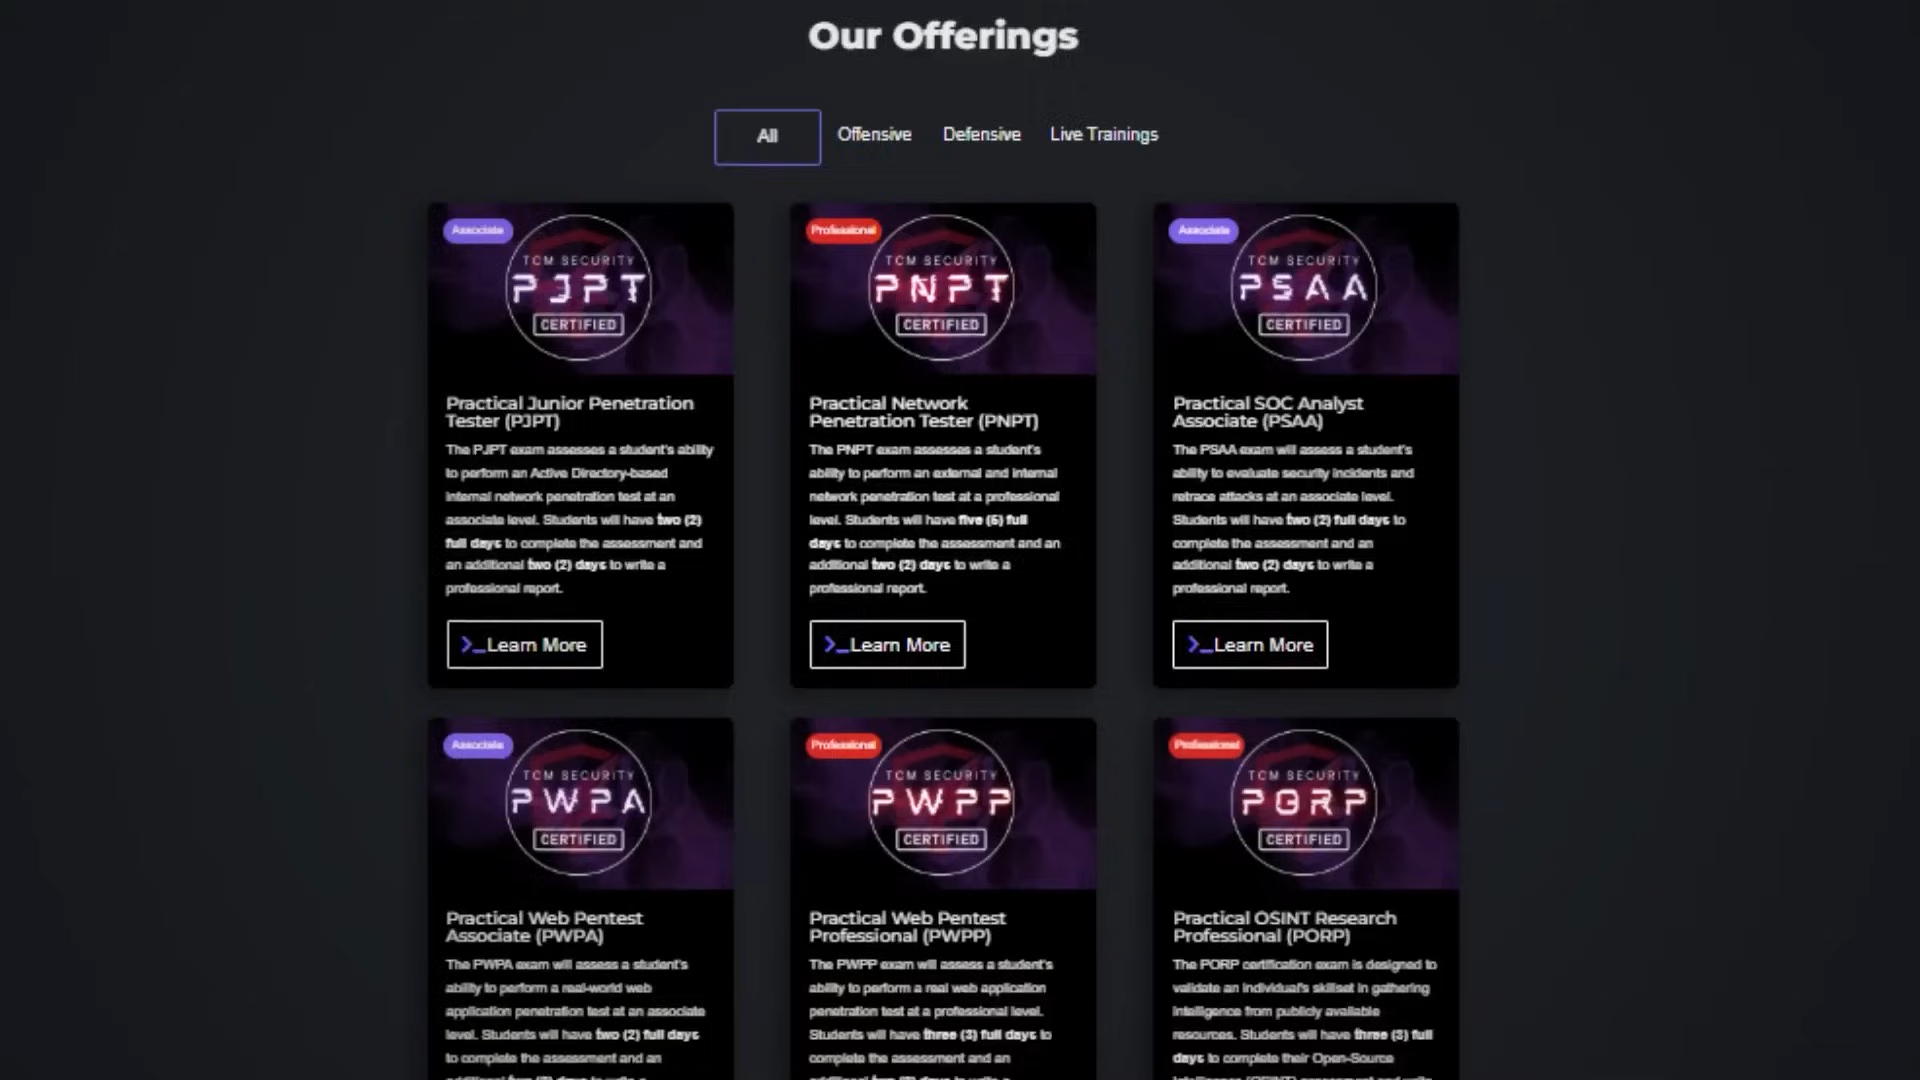 Our Offerings
All
Offensive
Defensive
Live Trainings
Associate
TCM SECURITY
PJPT
CERTIFIED
Practical Junior Penetration
Tester (PJPT)
The PJPT exam assesses a student's ability
to perform an Active Directory-based
internal network penetration test at an
associate level. Students will have two (2)
full days to complete the assessment and
an additional two (2) days to write a
professional report.
>_Learn More
Professional
TCM SECURITY
PNPT
CERTIFIED
Practical Network
Penetration Tester (PNPT)
The PNPT exam assesses a student's
ability to perform an external and internal
network penetration test at a professional
level. Students will have five (5) full
days to complete the assessment and an
additional two (2) days to write a
professional report.
>_Learn More
Associate
TCM SECURITY
PSAA
CERTIFIED
Practical SOC Analyst
Associate (PSAA)
The PSAA exam will assess a student's
ability to evaluate security incidents and
retrace attacks at an associate level.
Students will have two (2) full days to
complete the assessment and an
additional two (2) days to write a
professional report.
>_Learn More
Associate
TCM SECURITY
PWPA
CERTIFIED
Practical Web Pentest
Associate (PWPA)
The PWPA exam will assess a student's
ability to perform a real-world web
application penetration test at an associate
level. Students will have two (2) full days
to complete the assessment and an
Professional
TCM SECURITY
PWPP
CERTIFIED
Practical Web Pentest
Professional (PWPP)
The PWPP exam will assess a student's
ability to perform a real web application
penetration test at a professional level.
Students will have three (3) full days to
complete the assessment and an
Professional
TCM SECURITY
PORP
CERTIFIED
Practical OSINT Research
Professional (PORP)
The PORP certification exam is designed to
validate an individual's skillset in gathering
intelligence from publicly available
resources. Students will have three (3) full
days to complete their Open-Source